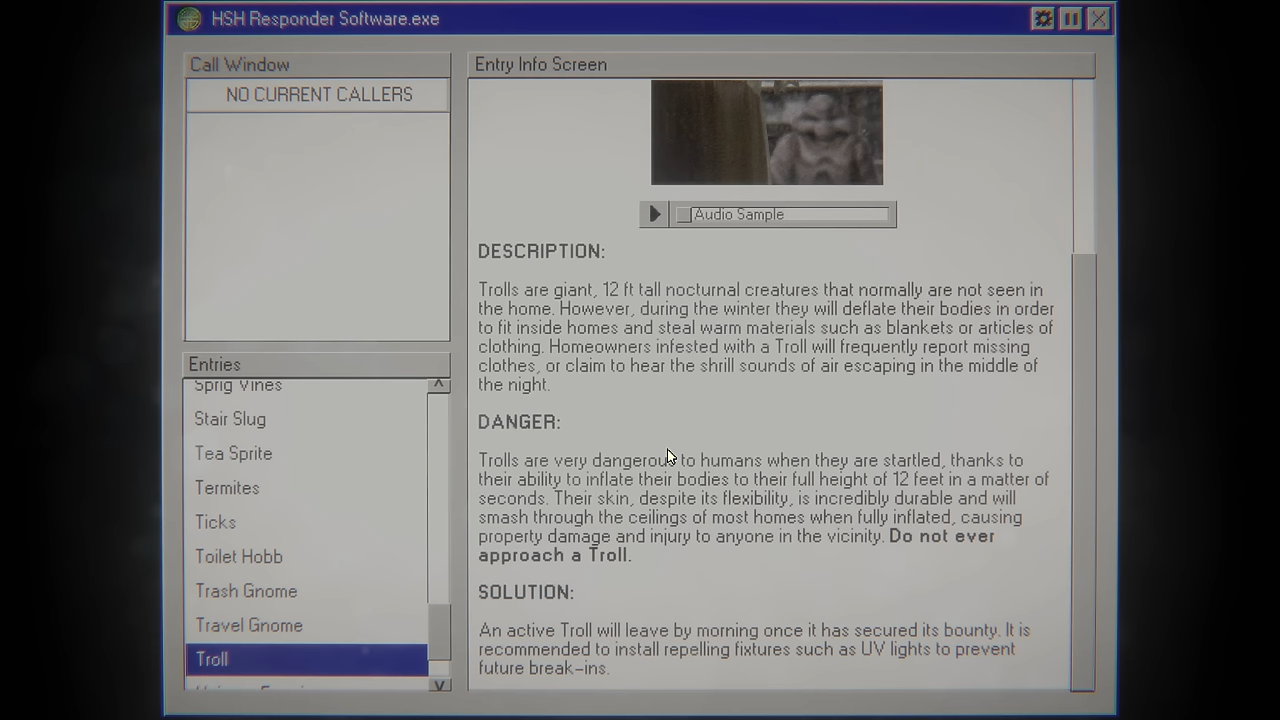 HSH Responder Software.exe
Call Window
NO CURRENT CALLERS
Entries
Sprig Vines
Stair Slug
Tea Sprite
Termites
Ticks
Toilet Hobb
Trash Gnome
Travel Gnome
Troll
Entry Info Screen
Audio Sample
DESCRIPTION:
Trolls are giant, 12 ft tall nocturnal creatures that normally are not seen in
the home. However, during the winter they will deflate their bodies in order
to fit inside homes and steal warm materials such as blankets or articles of
clothing. Homeowners infested with a Troll will frequently report missing
clothes, or claim to hear the shrill sounds of air escaping in the middle of
the night.
DANGER:
Trolls are very dangerous to humans when they are startled, thanks to
their ability to inflate their bodies to their full height of 12 feet in a matter of
seconds. Their skin, despite its flexibility, is incredibly durable and will
smash through the ceilings of most homes when fully inflated, causing
property damage and injury to anyone in the vicinity. Do not ever
approach a Troll.
SOLUTION:
An active Troll will leave by morning once it has secured its bounty. It is
recommended to install repelling fixtures such as UV lights to prevent
future break-ins.